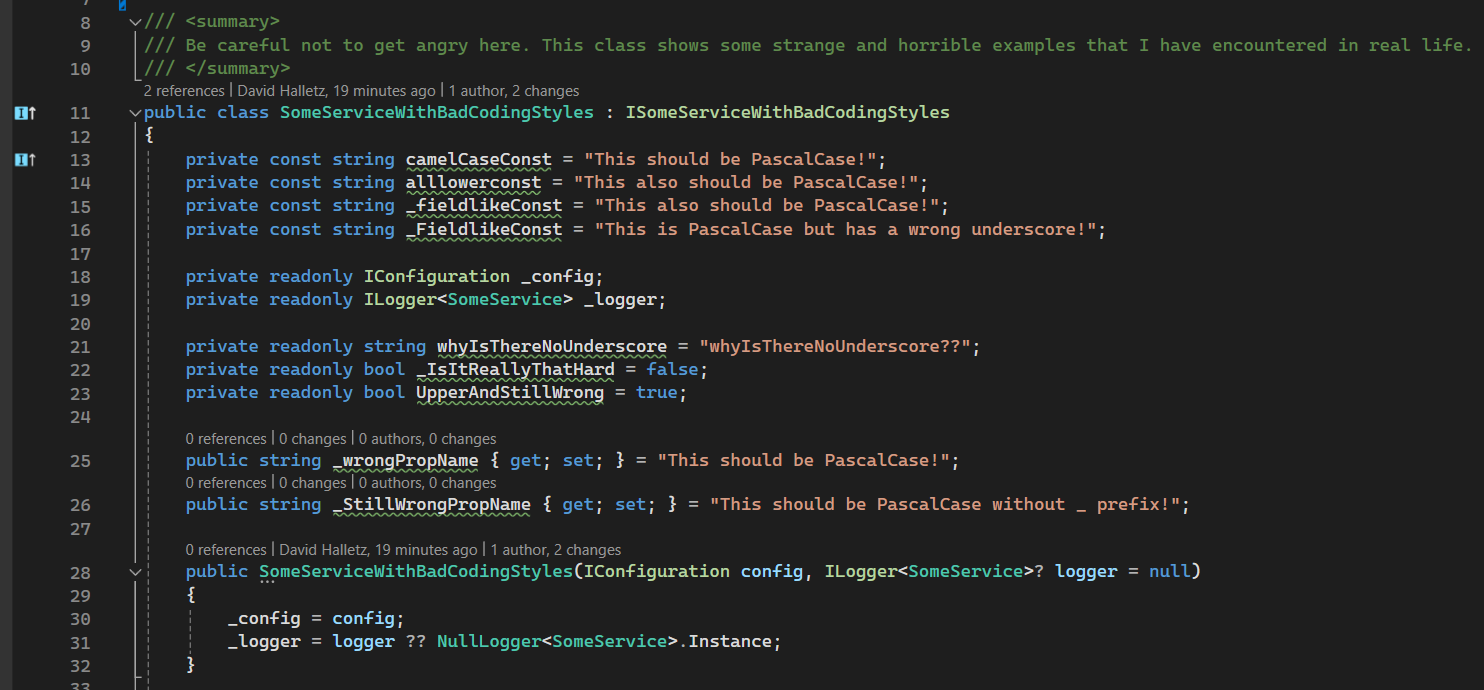 7
8 /// <summary>
9 /// Be careful not to get angry here. This class shows some strange and horrible examples that I have encountered in real life.
10 /// </summary>
2 references | David Halletz, 19 minutes ago | 1 author, 2 changes
11 public class SomeServiceWithBadCodingStyles : ISomeServiceWithBadCodingStyles
12 {
13 private const string camelCaseConst = "This should be PascalCase!";
14 private const string alllowerconst = "This also should be PascalCase!";
15 private const string _fieldlikeConst = "This also should be PascalCase!";
16 private const string _FieldlikeConst = "This is PascalCase but has a wrong underscore!";
17
18 private readonly IConfiguration _config;
19 private readonly ILogger<SomeService> _logger;
20
21 private readonly string whyIsThereNoUnderscore = "whyIsThereNoUnderscore??";
22 private readonly bool _IsItReallyThatHard = false;
23 private readonly bool UpperAndStillWrong = true;
24
0 references | 0 changes | 0 authors, 0 changes
25 public string _wrongPropName { get; set; } = "This should be PascalCase!";
0 references | 0 changes | 0 authors, 0 changes
26 public string _StillWrongPropName { get; set; } = "This should be PascalCase without _ prefix!";
27
0 references | David Halletz, 19 minutes ago | 1 author, 2 changes
28 public SomeServiceWithBadCodingStyles(IConfiguration config, ILogger<SomeService>? logger = null)
29 {
30 _config = config;
31 _logger = logger ?? NullLogger<SomeService>.Instance;
32 }
33